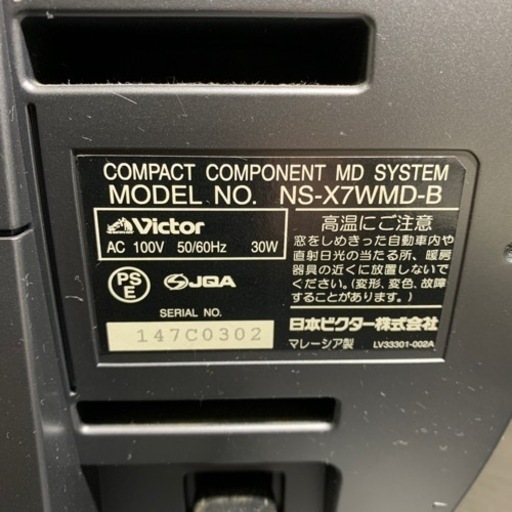 COMPACT COMPONENT MD SYSTEM
MODEL NO. NS-X7WMD-B
Victor
AC 100V 50/60Hz 30W
PS E
JQA
SERIAL NO.
147C0302
高温にご注意
窓をしめきった自動車内や
直射日光の当たる所、暖房
器具の近くに放置しないで
ください。(変形、変色、故障
することがあります。)
日本ビクター株式会社
マレーシア製 LV33301-002A